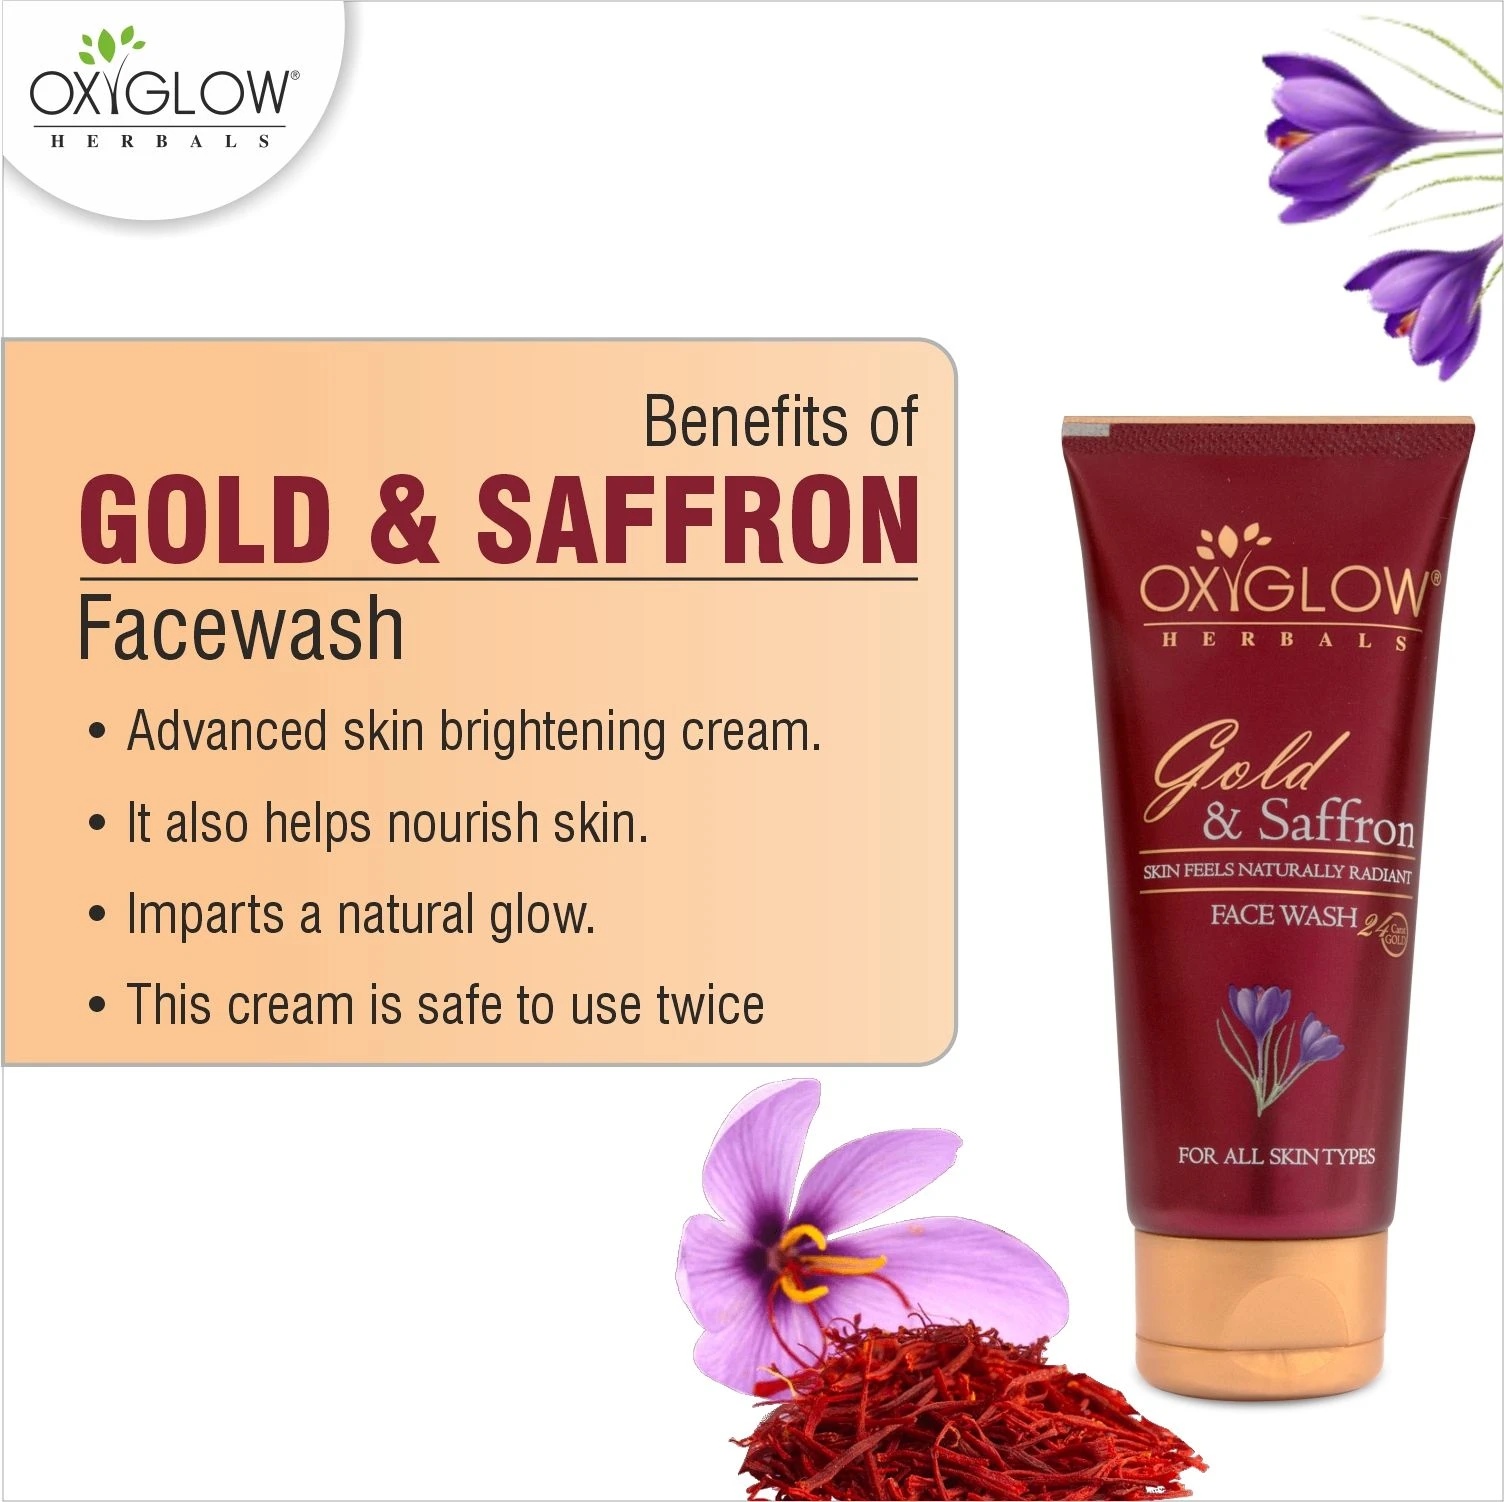 OXYGLOW®
HERBALS
Benefits of
GOLD & SAFFRON
Facewash
• Advanced skin brightening cream.
• It also helps nourish skin.
• Imparts a natural glow.
• This cream is safe to use twice
OXYGLOW®
HERBALS
Gold
& Saffron
SKIN FEELS NATURALLY RADIANT
FACE WASH 24 Carat GOLD
FOR ALL SKIN TYPES